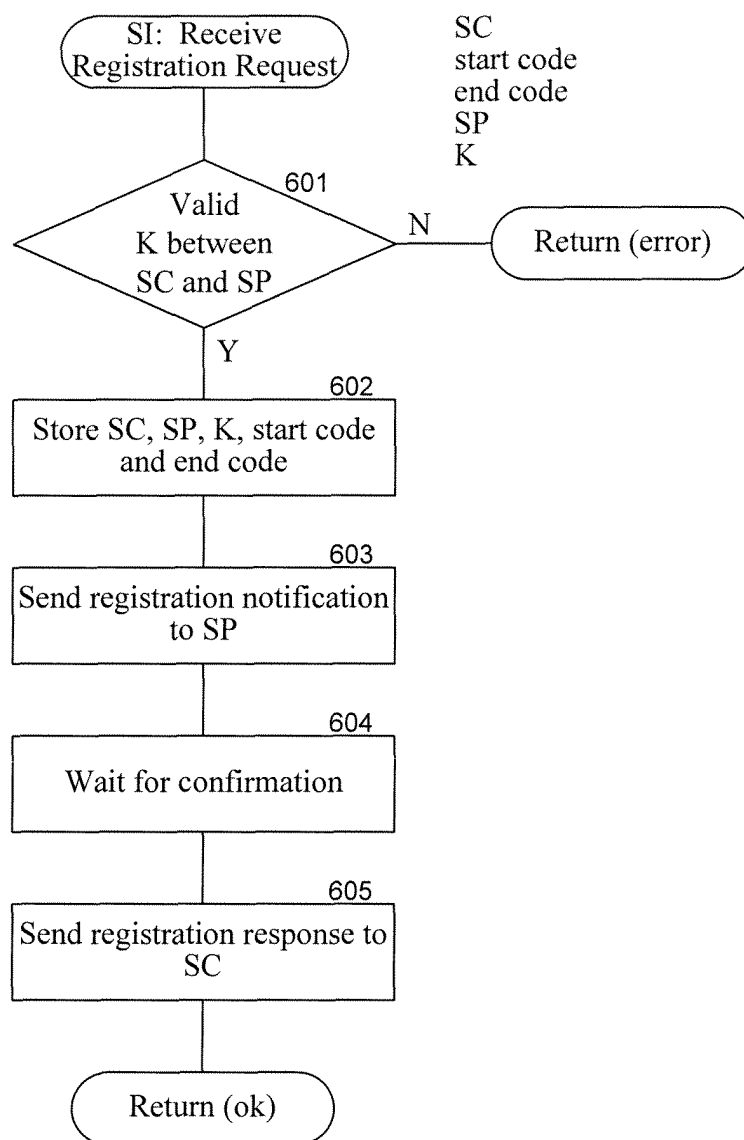 SI: Receive
Registration Request
SC
start code
end code
SP
K
601
Valid
K between
SC and SP
N
Return (error)
Y
602
Store SC, SP, K, start code
and end code
603
Send registration notification
to SP
604
Wait for confirmation
605
Send registration response to
SC
Return (ok)